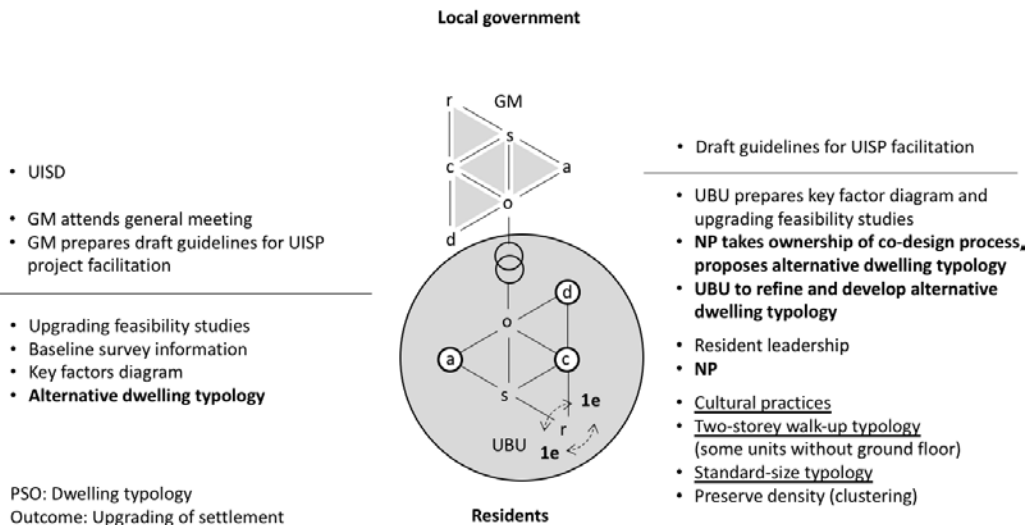 Local government
• UISD
• GM attends general meeting
• GM prepares draft guidelines for UISP
project facilitation
• Upgrading feasibility studies
• Baseline survey information
• Key factors diagram
• Alternative dwelling typology
PSO: Dwelling typology
Outcome: Upgrading of settlement
r
GM
s
c
a
o
d
o
d
a
c
s
1e
r
UBU
1e
Residents
• Draft guidelines for UISP facilitation
• UBU prepares key factor diagram and
upgrading feasibility studies
• NP takes ownership of co-design process,
proposes alternative dwelling typology
• UBU to refine and develop alternative
dwelling typology
• Resident leadership
• NP
• Cultural practices
• Two-storey walk-up typology
(some units without ground floor)
• Standard-size typology
• Preserve density (clustering)